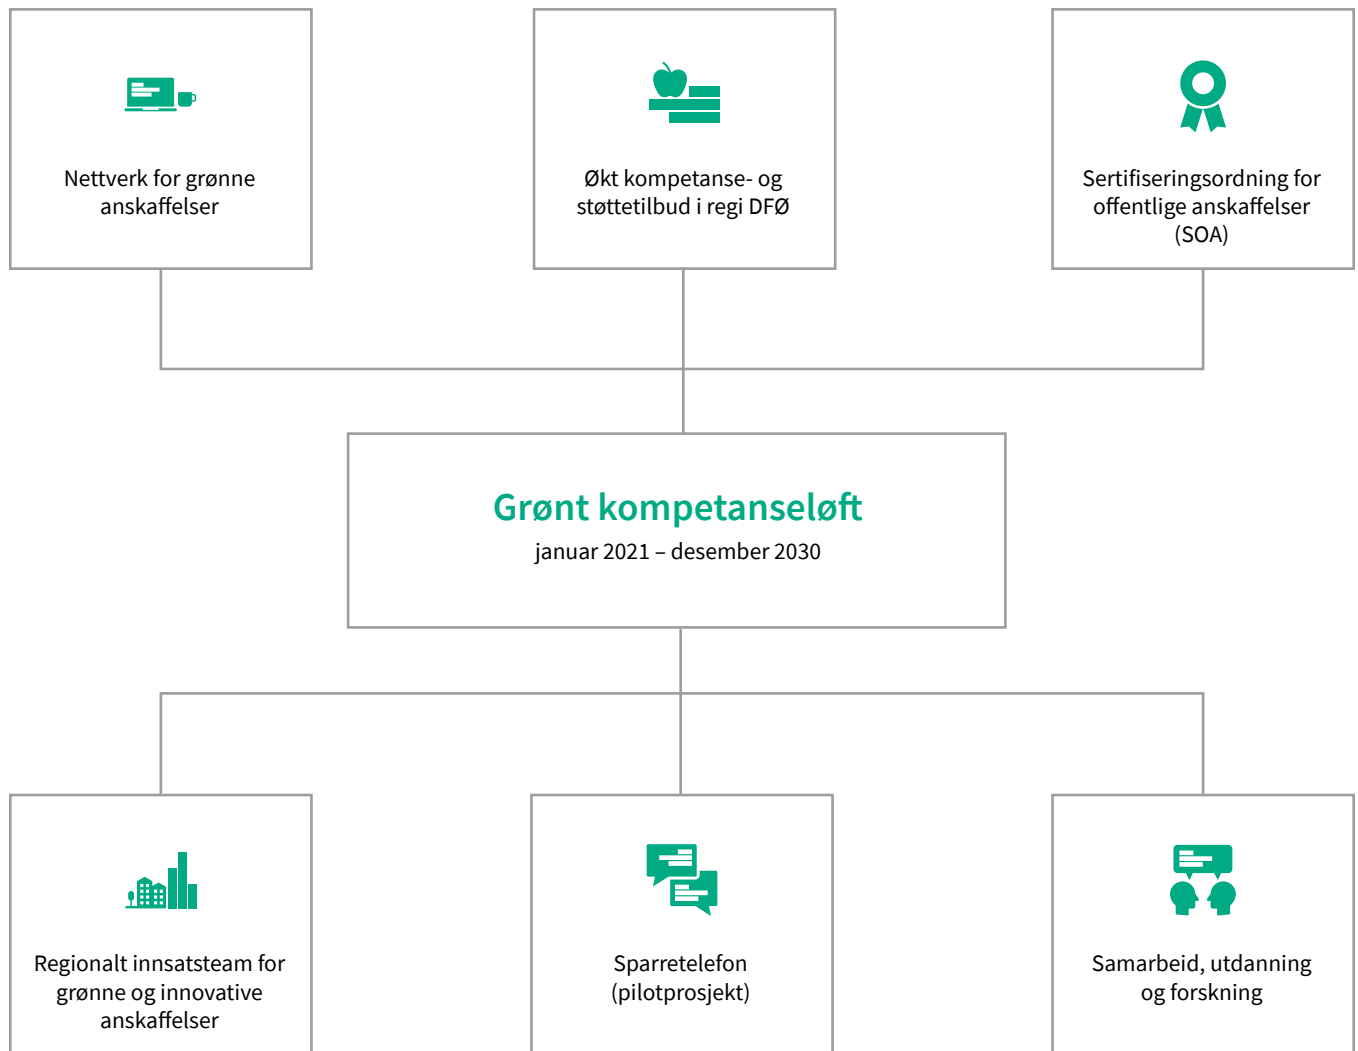 Nettverk for grønne
anskaffelser
Økt kompetanse- og
støttetilbud i regi DFØ
Sertifiseringsordning for
offentlige anskaffelser
(SOA)
Grønt kompetanseløft
januar 2021 – desember 2030
Regionalt innsatsteam for
grønne og innovative
anskaffelser
Sparretelefon
(pilotprosjekt)
Samarbeid, utdanning
og forskning